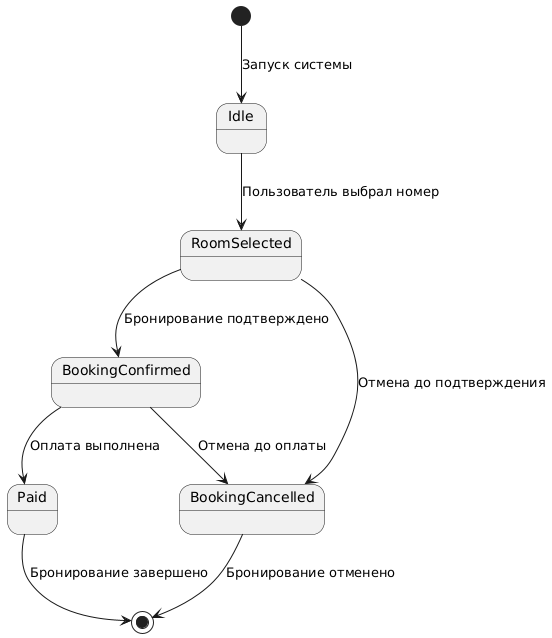 Запуск системы
Idle
Пользователь выбрал номер
RoomSelected
Бронирование подтверждено
BookingConfirmed
Отмена до подтверждения
Оплата выполнена
Отмена до оплаты
Paid
BookingCancelled
Бронирование завершено
Бронирование отменено